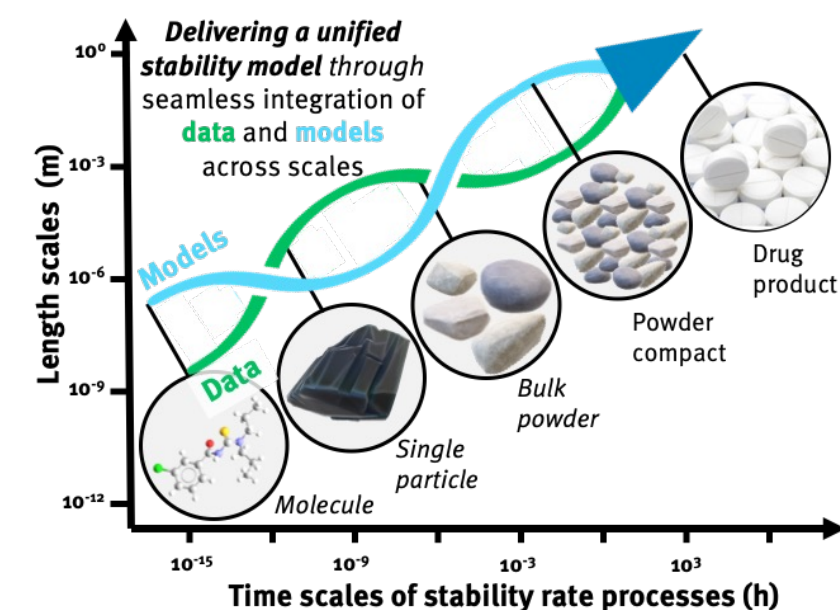 Delivering a unified
stability model through
seamless integration of
data and models
across scales
10⁰
10⁻³
10⁻⁶
10⁻⁹
10⁻¹²
Length scales (m)
Models
Data
Molecule
Single
particle
Bulk
powder
Powder
compact
Drug
product
10⁻¹⁵
10⁻⁹
10⁻³
10³
Time scales of stability rate processes (h)